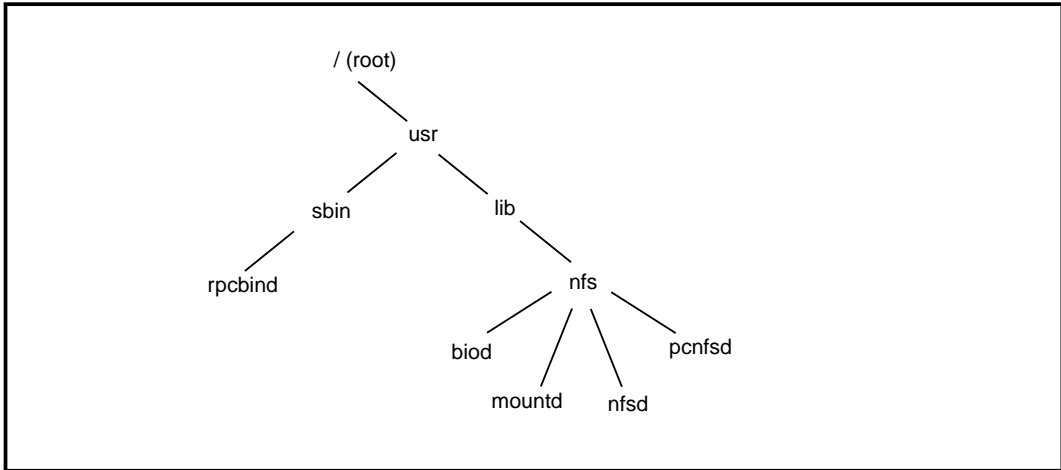 / (root)
usr
sbin
lib
rpcbind
nfs
biod
pcnfsd
mountd
nfsd